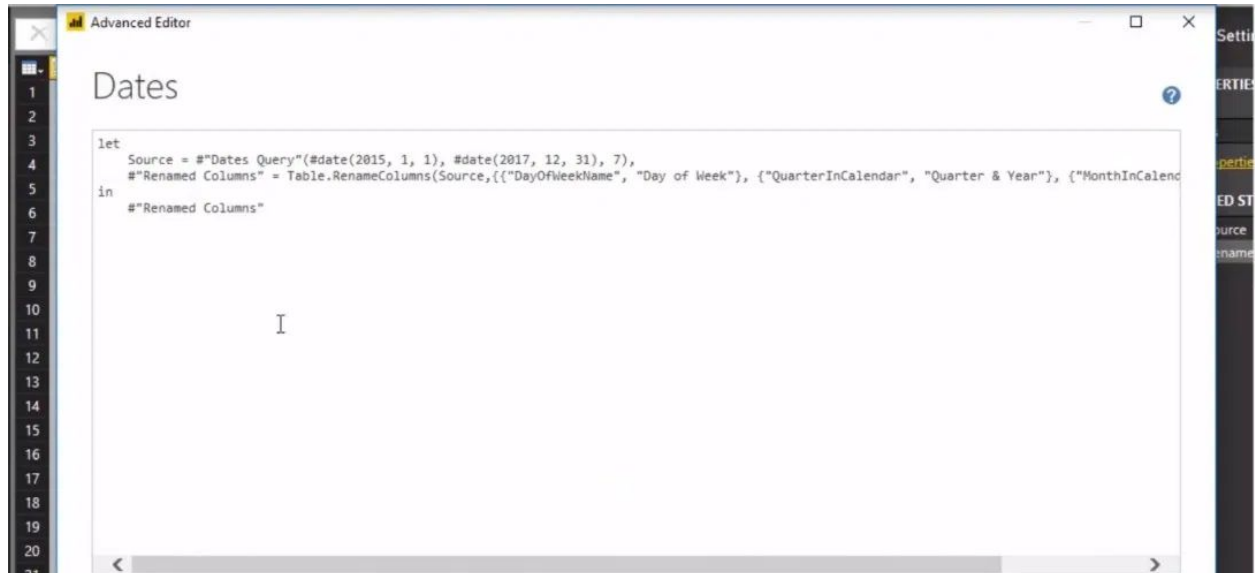 Advanced Editor
Setti
Dates
ERTIE
let
Source = #"Dates Query"(#date(2015, 1, 1), #date(2017, 12, 31), 7),
#"Renamed Columns" = Table.RenameColumns(Source,{{"DayOfWeekName", "Day of Week"}, {"QuarterInCalendar", "Quarter & Year"}, {"MonthInCalend
in
#"Renamed Columns"
pertie
ED ST
ource
ename
1
2
3
4
5
6
7
8
9
10
11
12
13
14
15
16
17
18
19
20
21